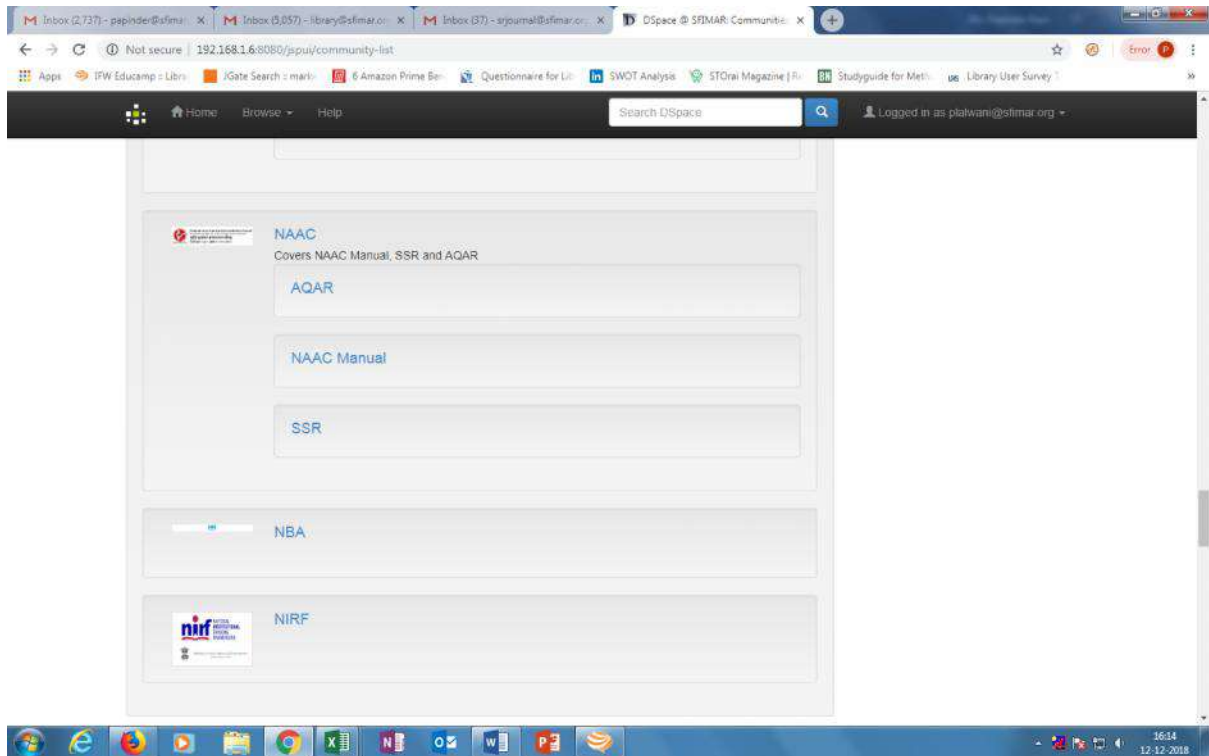 Inbox (2,737) - pepinder@sfimar
Inbox (5,057) - library@sfimar.or
Inbox (37) - srjournal@sfimar.or
DSpace @ SFIMAR: Communitie
Not secure | 192.168.1.6:8080/jspui/community-list
Error P
Apps
IFW Educamp :: Libra
JGate Search :: mark
6 Amazon Prime Ben
Questionnaire for Lib
SWOT Analysis
STOrai Magazine | R
BN Studyguide for Meth
Library User Survey
Home
Browse
Help
Search DSpace
Logged in as plalwani@sfimar.org
NAAC
Covers NAAC Manual, SSR and AQAR
AQAR
NAAC Manual
SSR
NBA
nirf
NIRF
16:14
12-12-2018